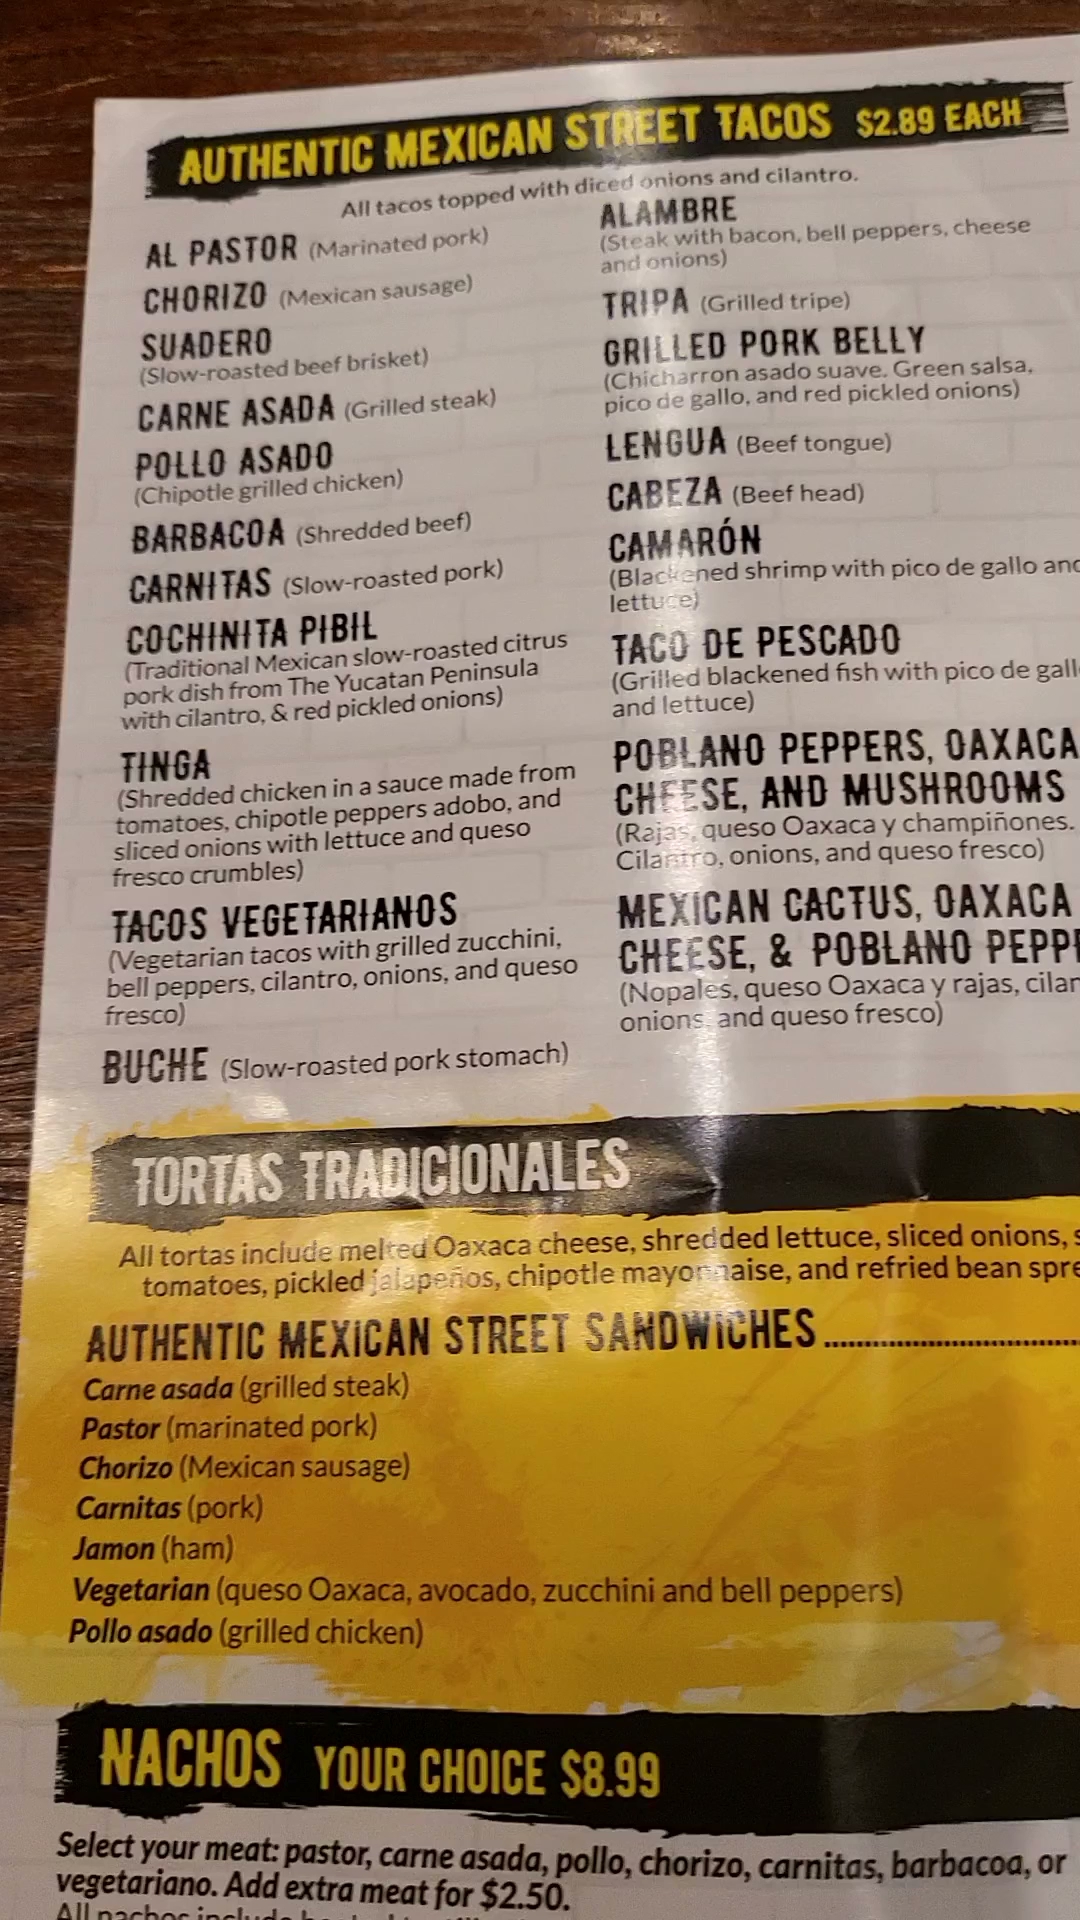 AUTHENTIC MEXICAN STREET TACOS $2.89 EACH
All tacos topped with diced onions and cilantro.
AL PASTOR (Marinated pork)
CHORIZO (Mexican sausage)
SUADERO
(Slow-roasted beef brisket)
CARNE ASADA (Grilled steak)
POLLO ASADO
(Chipotle grilled chicken)
BARBACOA (Shredded beef)
CARNITAS (Slow-roasted pork)
COCHINITA PIBIL
(Traditional Mexican slow-roasted citrus
pork dish from The Yucatan Peninsula
with cilantro, & red pickled onions)
TINGA
(Shredded chicken in a sauce made from
tomatoes, chipotle peppers adobo, and
sliced onions with lettuce and queso
fresco crumbles)
TACOS VEGETARIANOS
(Vegetarian tacos with grilled zucchini,
bell peppers, cilantro, onions, and queso
fresco)
BUCHE (Slow-roasted pork stomach)
ALAMBRE
(Steak with bacon, bell peppers, cheese
and onions)
TRIPA (Grilled tripe)
GRILLED PORK BELLY
(Chicharron asado suave. Green salsa,
pico de gallo, and red pickled onions)
LENGUA (Beef tongue)
CABEZA (Beef head)
CAMARÓN
(Blackened shrimp with pico de gallo and
lettuce)
TACO DE PESCADO
(Grilled blackened fish with pico de gall
and lettuce)
POBLANO PEPPERS, OAXACA
CHEESE, AND MUSHROOMS
(Rajas, queso Oaxaca y champiñones.
Cilantro, onions, and queso fresco)
MEXICAN CACTUS, OAXACA
CHEESE, & POBLANO PEPP
(Nopales, queso Oaxaca y rajas, cilan
onions, and queso fresco)
TORTAS TRADICIONALES
All tortas include melted Oaxaca cheese, shredded lettuce, sliced onions,
tomatoes, pickled jalapeños, chipotle mayonnaise, and refried bean spre
AUTHENTIC MEXICAN STREET SANDWICHES
Carne asada (grilled steak)
Pastor (marinated pork)
Chorizo (Mexican sausage)
Carnitas (pork)
Jamon (ham)
Vegetarian (queso Oaxaca, avocado, zucchini and bell peppers)
Pollo asado (grilled chicken)
NACHOS YOUR CHOICE $8.99
Select your meat: pastor, carne asada, pollo, chorizo, carnitas, barbacoa, or
vegetariano. Add extra meat for $2.50.
All nachos include